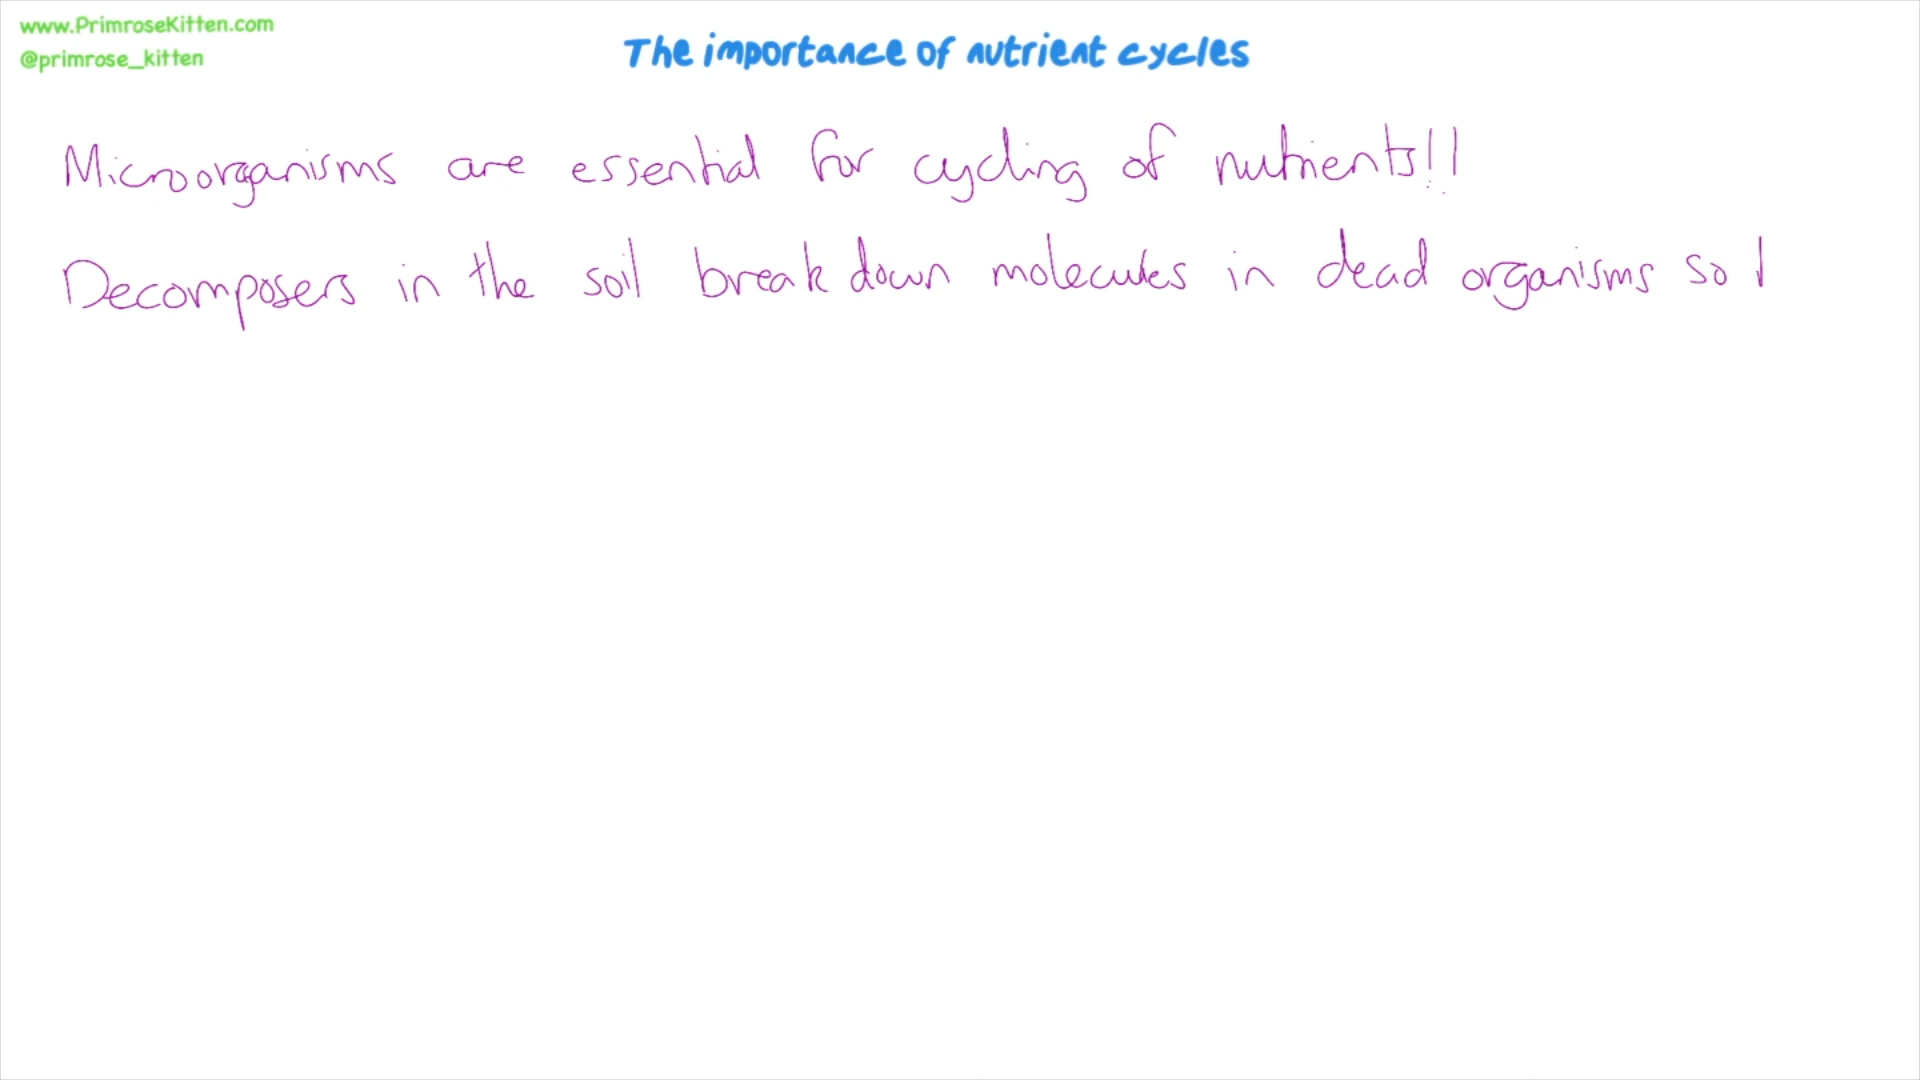 www.PrimroseKitten.com
@primrose_kitten
The importance of nutrient cycles
Microorganisms are essential for cycling of nutrients!!
Decomposers in the soil break down molecules in dead organisms so